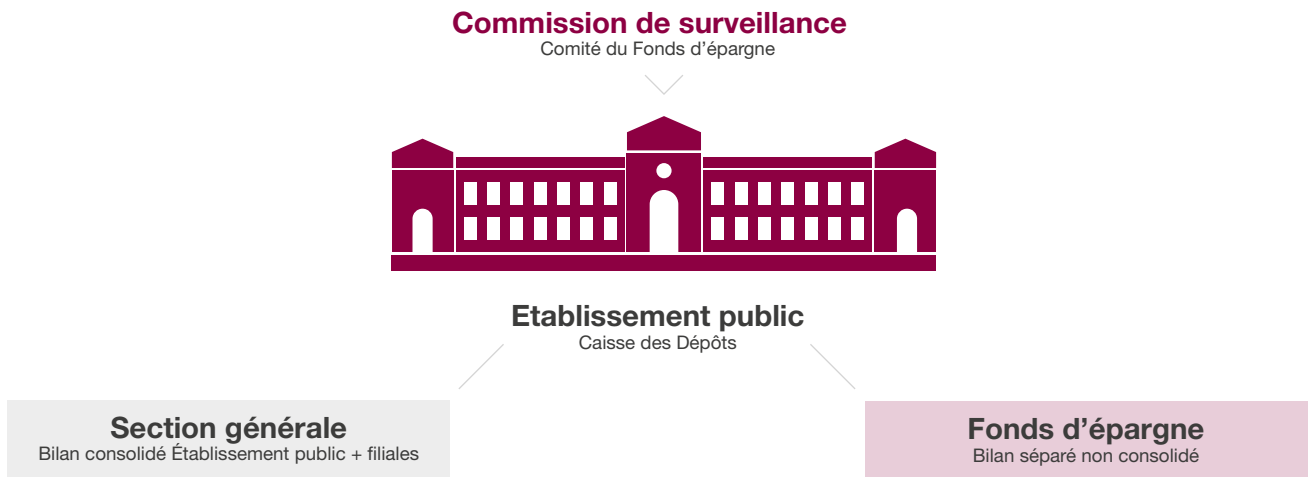 Commission de surveillance
Comité du Fonds d’épargne
Etablissement public
Caisse des Dépôts
Section générale
Bilan consolidé Établissement public + filiales
Fonds d’épargne
Bilan séparé non consolidé